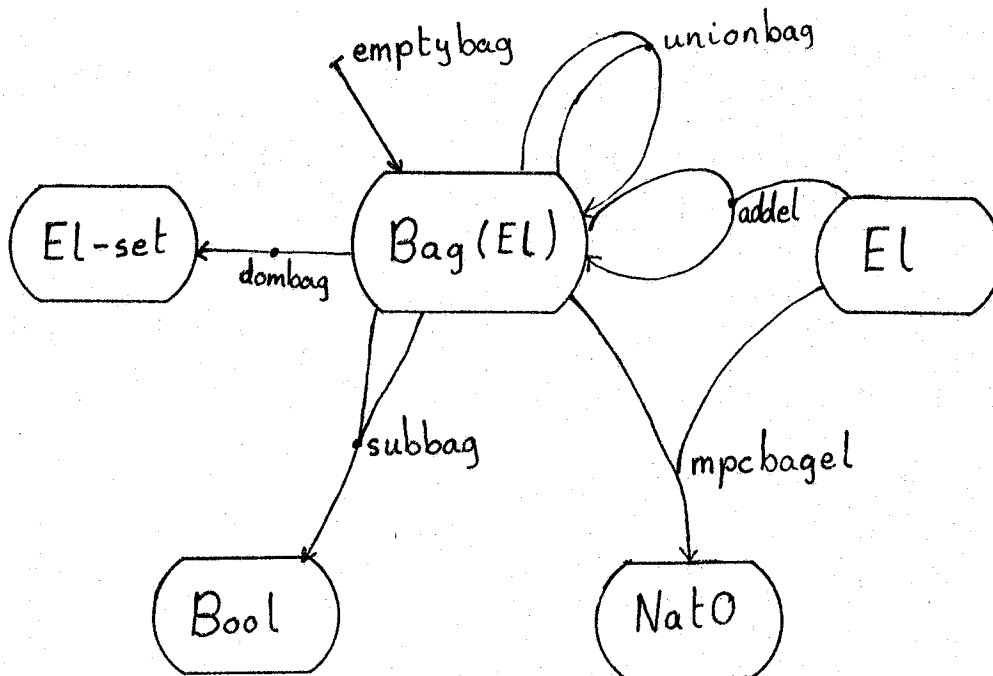 emptybag
unionbag
addel
El-set
Bag (El)
El
dombag
subbag
mpcbagel
Bool
Nat0